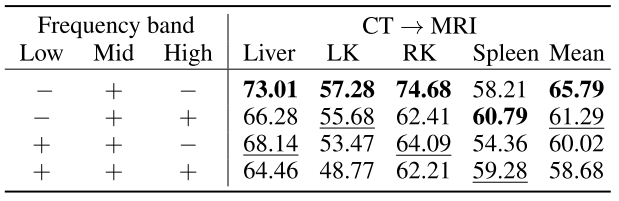 Frequency band CT → MRI
Low Mid High Liver LK RK Spleen Mean
− + − 73.01 57.28 74.68 58.21 65.79
− + + 66.28 55.68 62.41 60.79 61.29
+ + − 68.14 53.47 64.09 54.36 60.02
+ + + 64.46 48.77 62.21 59.28 58.68